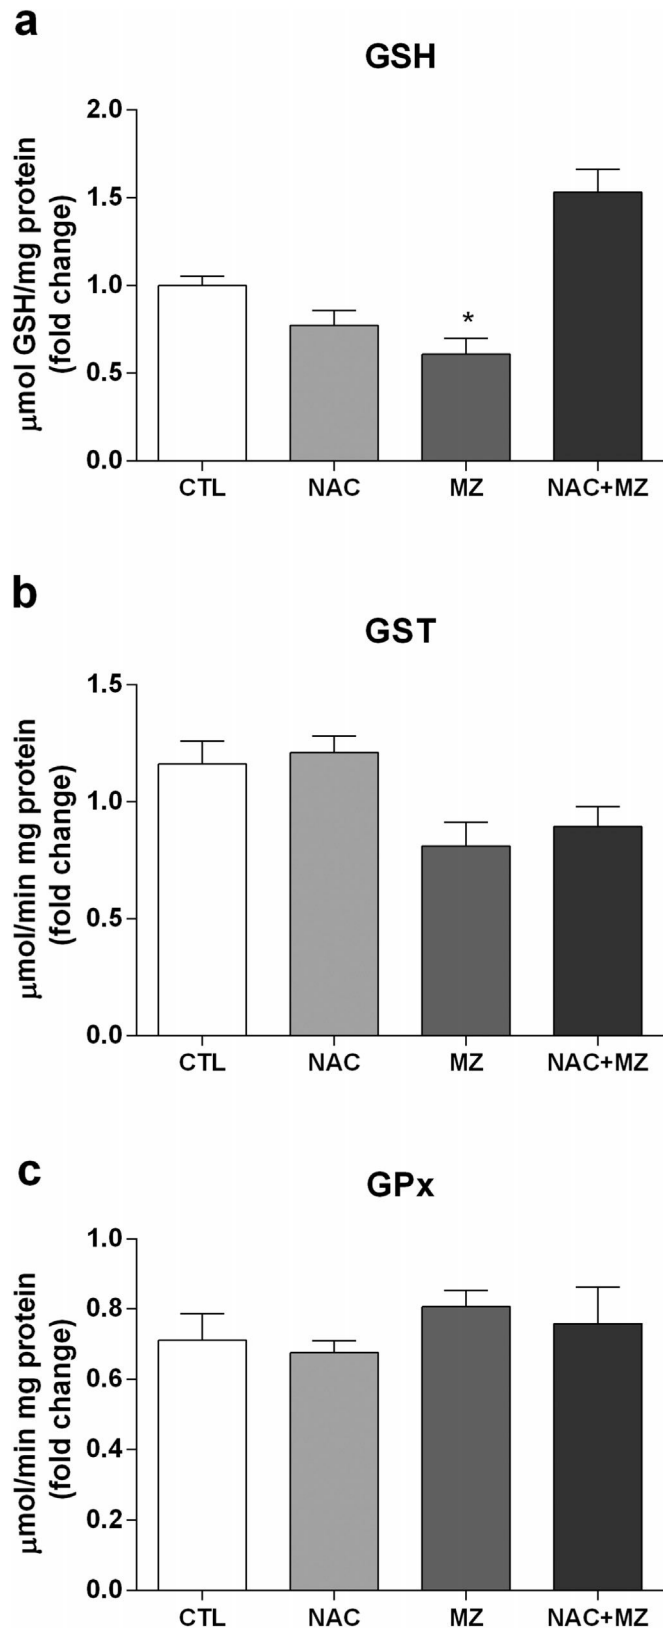 a
GSH
μmol GSH/mg protein
(fold change)
2.0
1.5
1.0
0.5
0.0
*
CTL NAC MZ NAC+MZ
b
GST
μmol/min mg protein
(fold change)
1.5
1.0
0.5
0.0
CTL NAC MZ NAC+MZ
c
GPx
μmol/min mg protein
(fold change)
1.0
0.8
0.6
0.4
0.2
0.0
CTL NAC MZ NAC+MZ